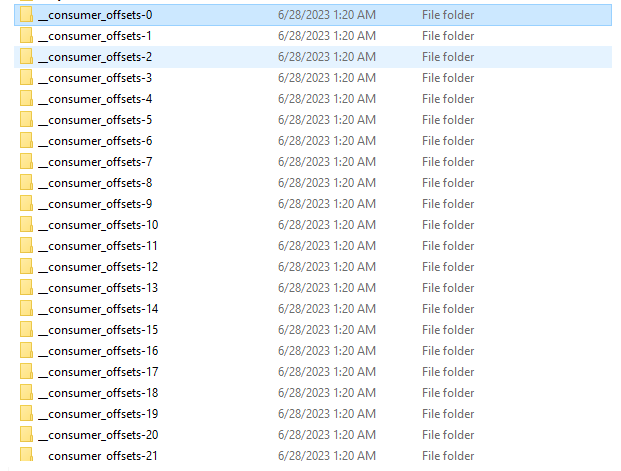 __consumer_offsets-0 6/28/2023 1:20 AM File folder
__consumer_offsets-1 6/28/2023 1:20 AM File folder
__consumer_offsets-2 6/28/2023 1:20 AM File folder
__consumer_offsets-3 6/28/2023 1:20 AM File folder
__consumer_offsets-4 6/28/2023 1:20 AM File folder
__consumer_offsets-5 6/28/2023 1:20 AM File folder
__consumer_offsets-6 6/28/2023 1:20 AM File folder
__consumer_offsets-7 6/28/2023 1:20 AM File folder
__consumer_offsets-8 6/28/2023 1:20 AM File folder
__consumer_offsets-9 6/28/2023 1:20 AM File folder
__consumer_offsets-10 6/28/2023 1:20 AM File folder
__consumer_offsets-11 6/28/2023 1:20 AM File folder
__consumer_offsets-12 6/28/2023 1:20 AM File folder
__consumer_offsets-13 6/28/2023 1:20 AM File folder
__consumer_offsets-14 6/28/2023 1:20 AM File folder
__consumer_offsets-15 6/28/2023 1:20 AM File folder
__consumer_offsets-16 6/28/2023 1:20 AM File folder
__consumer_offsets-17 6/28/2023 1:20 AM File folder
__consumer_offsets-18 6/28/2023 1:20 AM File folder
__consumer_offsets-19 6/28/2023 1:20 AM File folder
__consumer_offsets-20 6/28/2023 1:20 AM File folder
__consumer_offsets-21 6/28/2023 1:20 AM File folder